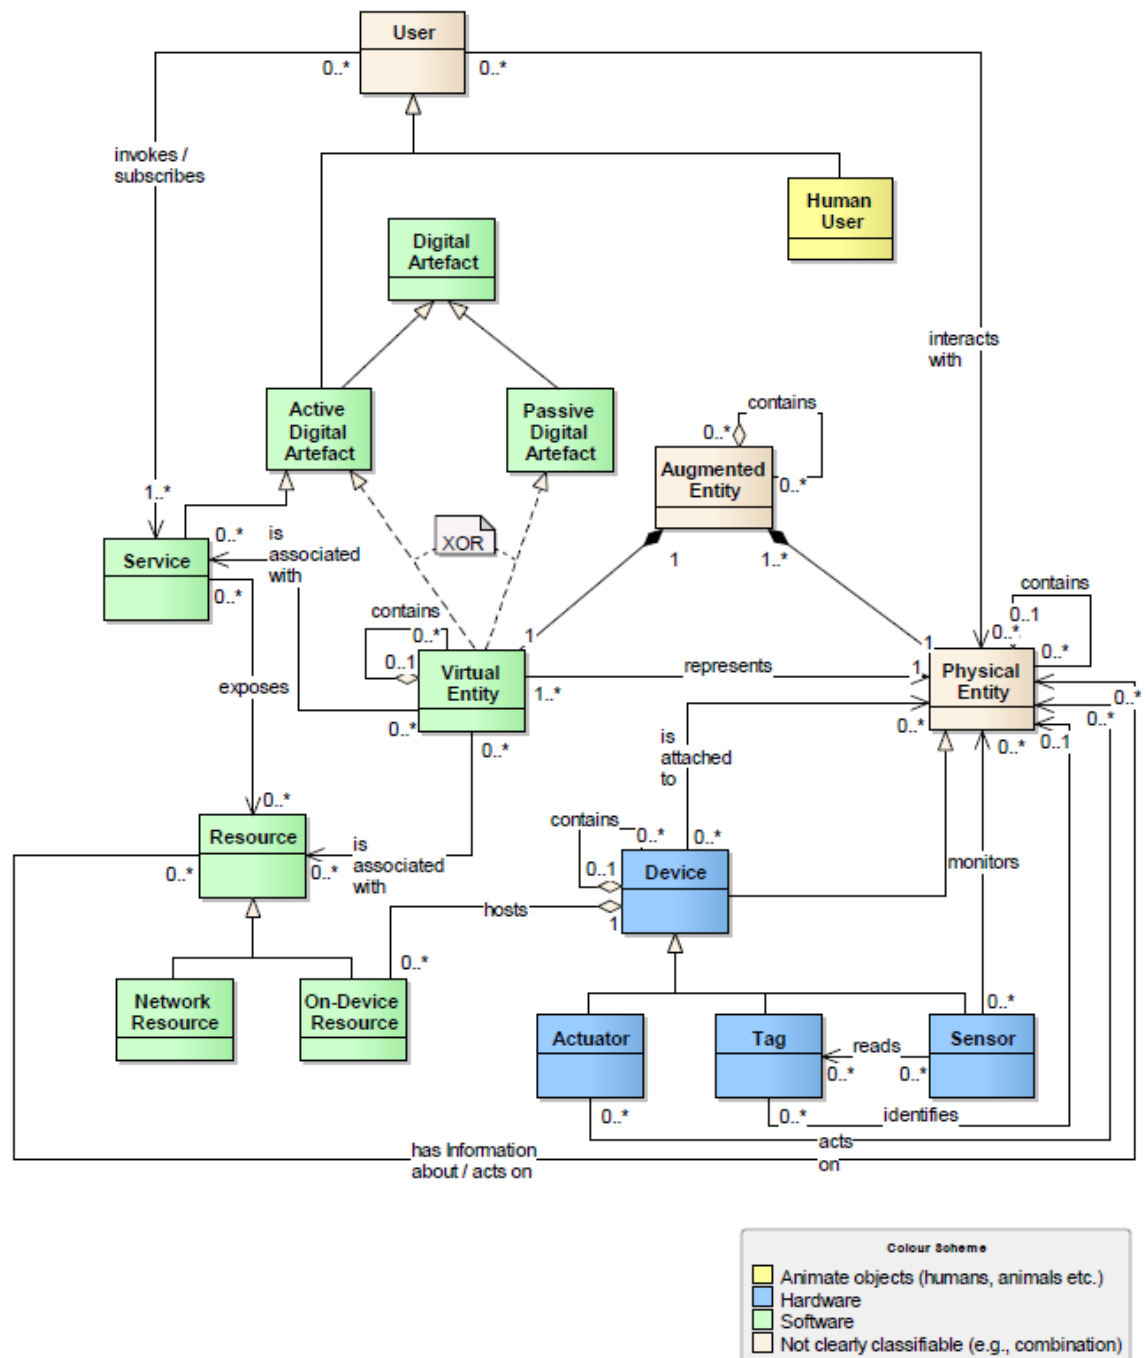 User
0..*
0..*
invokes /
subscribes
Human
User
Digital
Artefact
interacts
with
Active
Digital
Artefact
Passive
Digital
Artefact
contains
0..*
Augmented
Entity
0..*
1..*
XOR
0..*
is
associated
with
Service
0..*
1
1..*
contains
0..*
0..1
1
Virtual
Entity
contains
0..1
0..*
0..*
1
represents
1
1..*
Physical
Entity
exposes
0..*
0..*
0..*
0..*
0..*
0..1
0..*
is
attached
to
0..*
Resource
0..*
0..*
is
associated
with
contains
0..*
0..1
0..*
Device
monitors
hosts
1
0..*
Network
Resource
On-Device
Resource
0..*
Actuator
Tag
Sensor
reads
0..*
0..*
0..*
0..*
identifies
acts
on
has Information
about / acts on
Colour Scheme
Animate objects (humans, animals etc.)
Hardware
Software
Not clearly classifiable (e.g., combination)